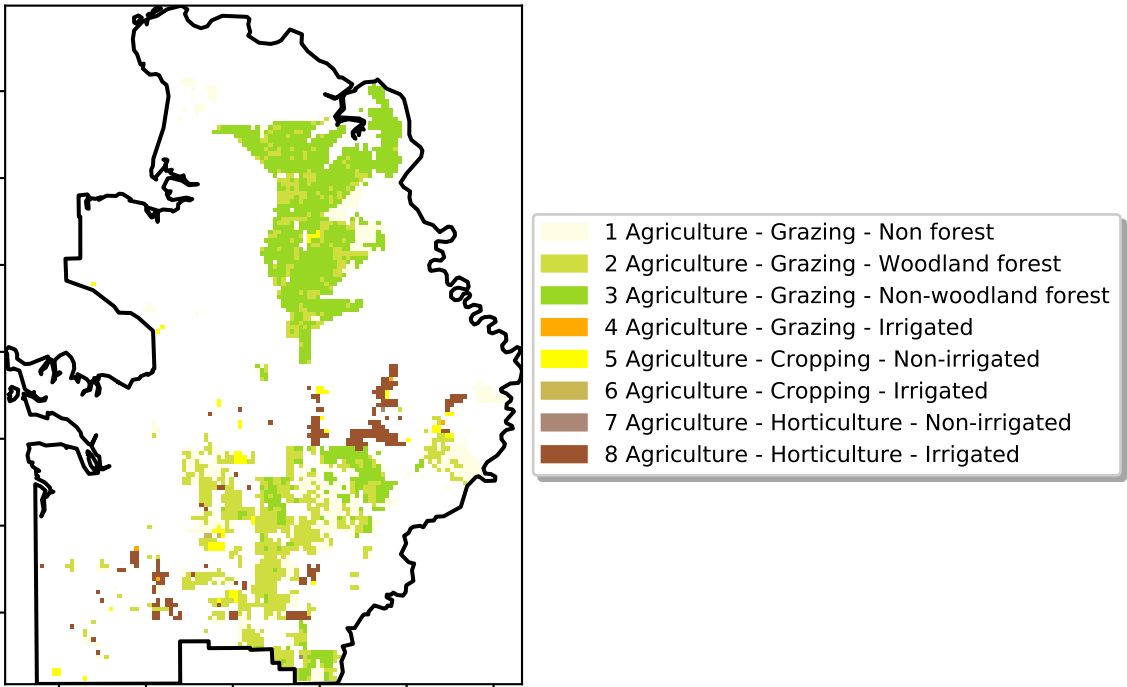 1 Agriculture - Grazing - Non forest
2 Agriculture - Grazing - Woodland forest
3 Agriculture - Grazing - Non-woodland forest
4 Agriculture - Grazing - Irrigated
5 Agriculture - Cropping - Non-irrigated
6 Agriculture - Cropping - Irrigated
7 Agriculture - Horticulture - Non-irrigated
8 Agriculture - Horticulture - Irrigated